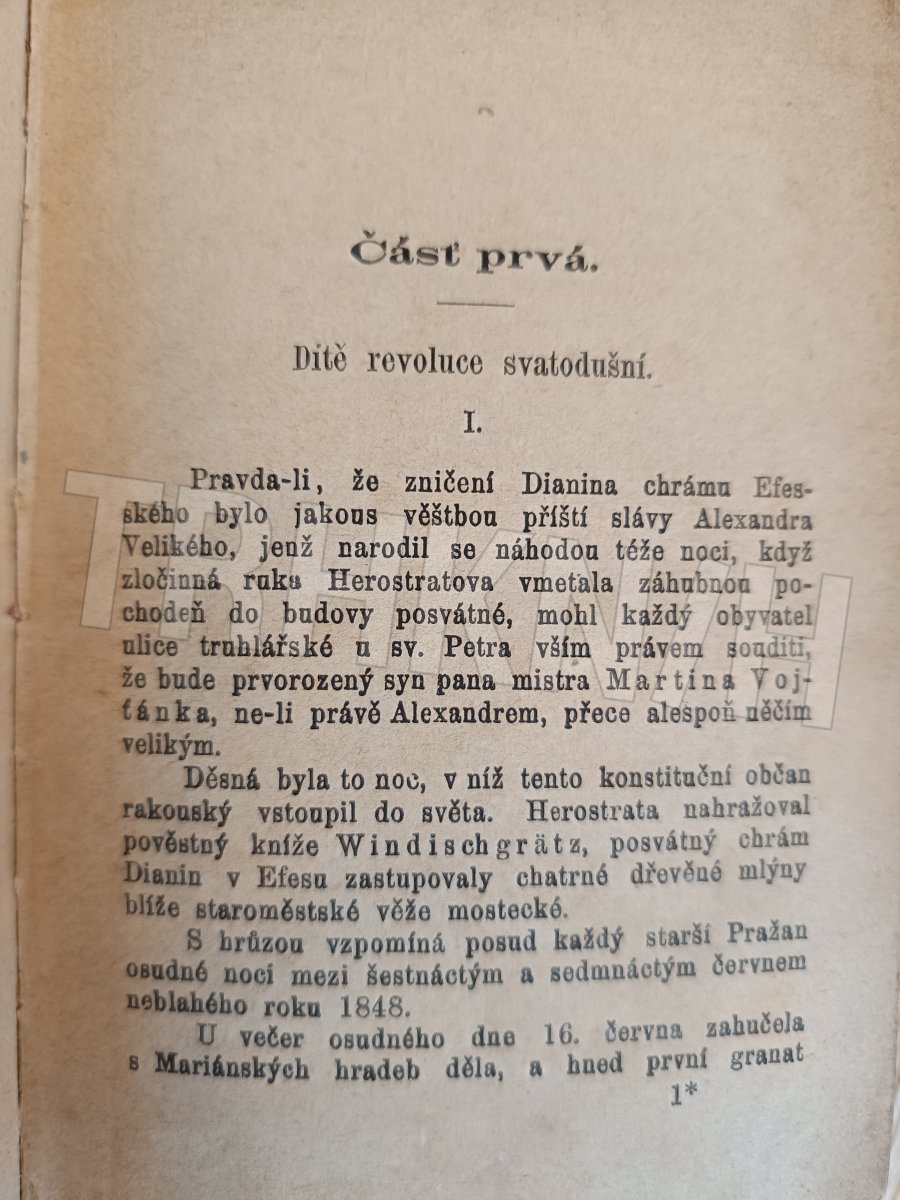 Částˇ prvá.
Dítě revoluce svatodušní.
I.
Pravda-li, že zničení Dianina chrámu Efes-
ského bylo jakous věštbou příští slávy Alexandra
Velikého, jenž narodil se náhodou téže noci, když
zločinná ruka Herostratova vmetala záhubnou po-
chodeň do budovy posvátné, mohl každý obyvatel
ulice truhlářské u sv. Petra vším právem souditi,
že bude prvorozený syn pana mistra Martina Voj-
ťánka, ne-li právě Alexandrem, přece alespoň něčím
velikým.
Děsná byla to noc, v níž tento konstituční občan
rakouský vstoupil do světa. Herostrata nahražoval
pověstný kníže Windischgrätz, posvátný chrám
Dianin v Efesu zastupovaly chatrné dřevěné mlýny
blíže staroměstské věže mostecké.
S hrůzou vzpomíná posud každý starší Pražan
osudné noci mezi šestnáctým a sedmnáctým červnem
neblahého roku 1848.
U večer osudného dne 16. června zahučela
s Mariánských hradeb děla, a hned první granat
1*